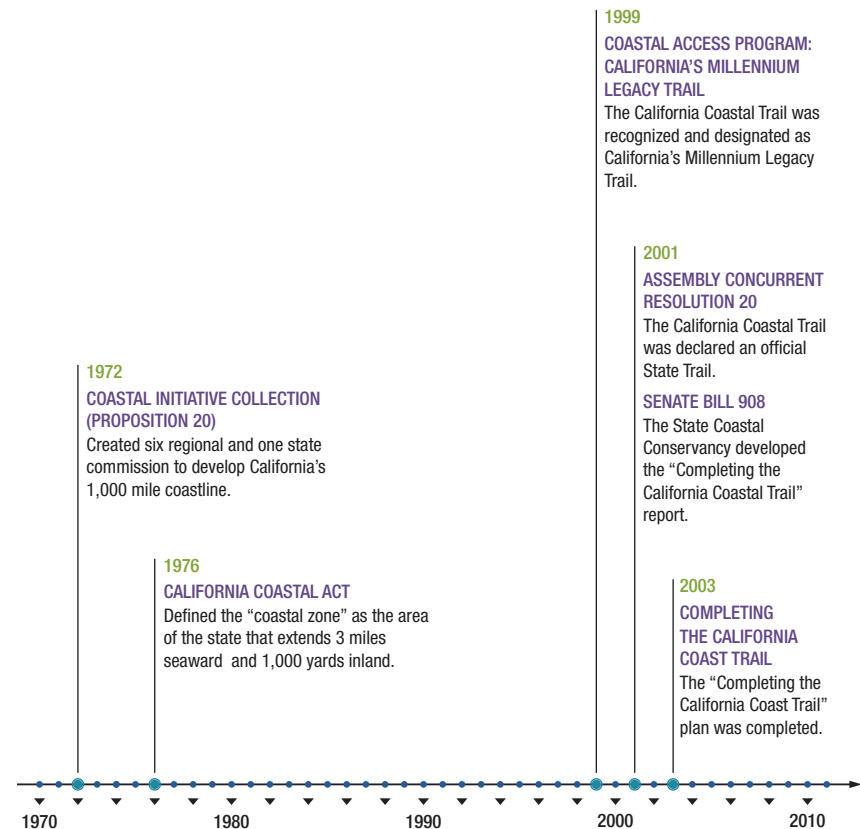 1999
COASTAL ACCESS PROGRAM:
CALIFORNIA'S MILLENNIUM
LEGACY TRAIL
The California Coastal Trail was
recognized and designated as
California's Millennium Legacy
Trail.
2001
ASSEMBLY CONCURRENT
RESOLUTION 20
The California Coastal Trail
was declared an official
State Trail.
SENATE BILL 908
The State Coastal
Conservancy developed
the “Completing the
California Coastal Trail”
report.
1972
COASTAL INITIATIVE COLLECTION
(PROPOSITION 20)
Created six regional and one state
commission to develop California's
1,000 mile coastline.
1976
CALIFORNIA COASTAL ACT
Defined the “coastal zone” as the area
of the state that extends 3 miles
seaward and 1,000 yards inland.
2003
COMPLETING
THE CALIFORNIA
COAST TRAIL
The “Completing the
California Coast Trail”
plan was completed.
1970 1980 1990 2000 2010